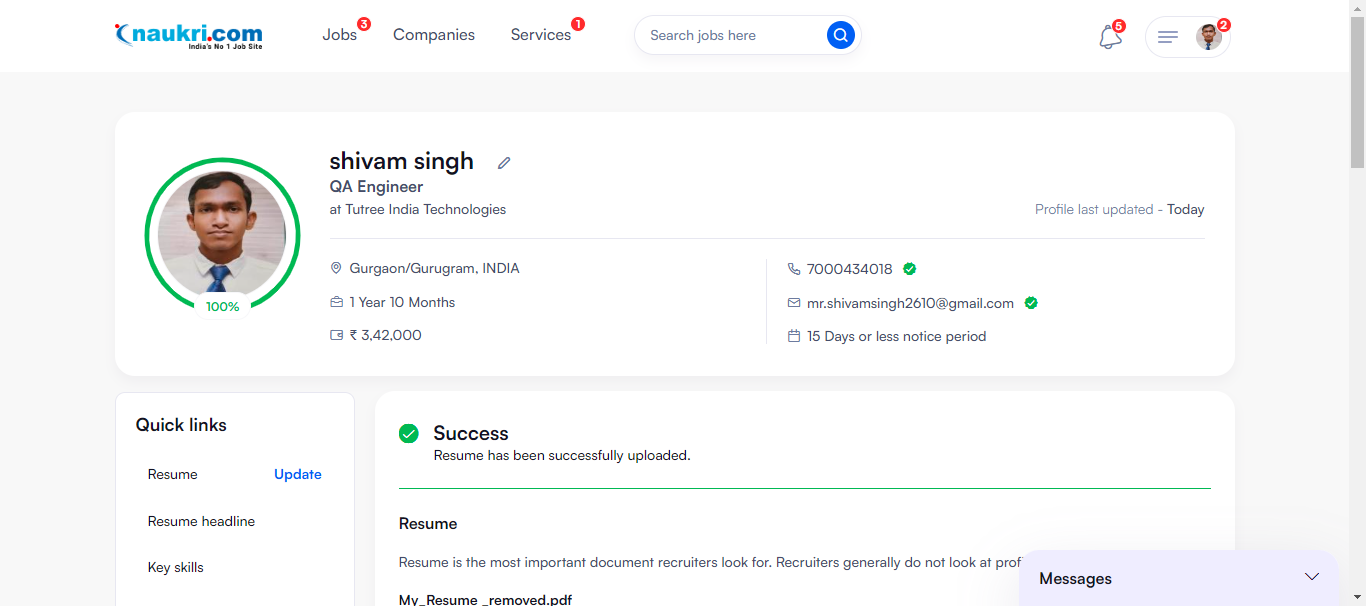 naukri.com
India's No 1 Job Site
Jobs 3
Companies
Services 1
Search jobs here
5
2
shivam singh
QA Engineer
at Tutree India Technologies
Profile last updated - Today
Gurgaon/Gurugram, INDIA
1 Year 10 Months
₹ 3,42,000
7000434018
mr.shivamsingh2610@gmail.com
15 Days or less notice period
100%
Quick links
Resume
Update
Resume headline
Key skills
Success
Resume has been successfully uploaded.
Resume
Resume is the most important document recruiters look for. Recruiters generally do not look at prof
My_Resume _removed.pdf
Messages